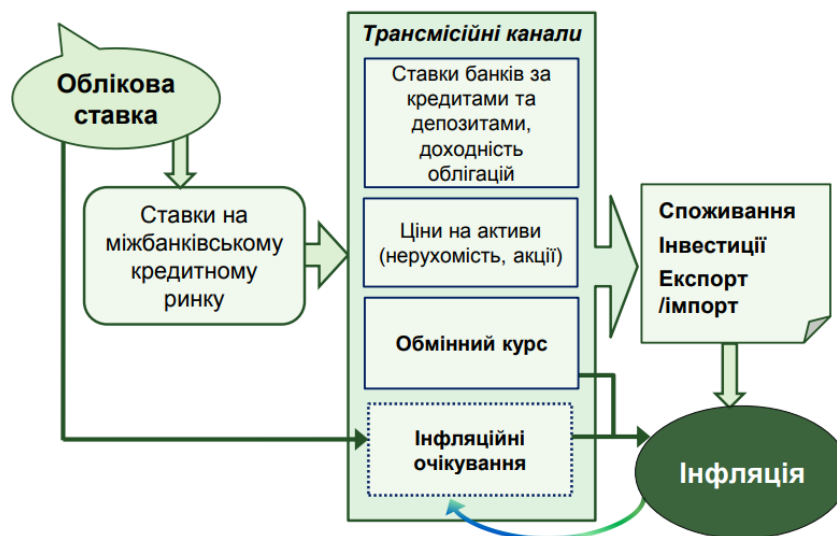 Облікова
ставка
Ставки на
міжбанківському
кредитному
ринку
Трансмісійні канали
Ставки банків за
кредитами та
депозитами,
доходність
облігацій
Ціни на активи
(нерухомість, акції)
Обмінний курс
Інфляційні
очікування
Споживання
Інвестиції
Експорт
/імпорт
Інфляція